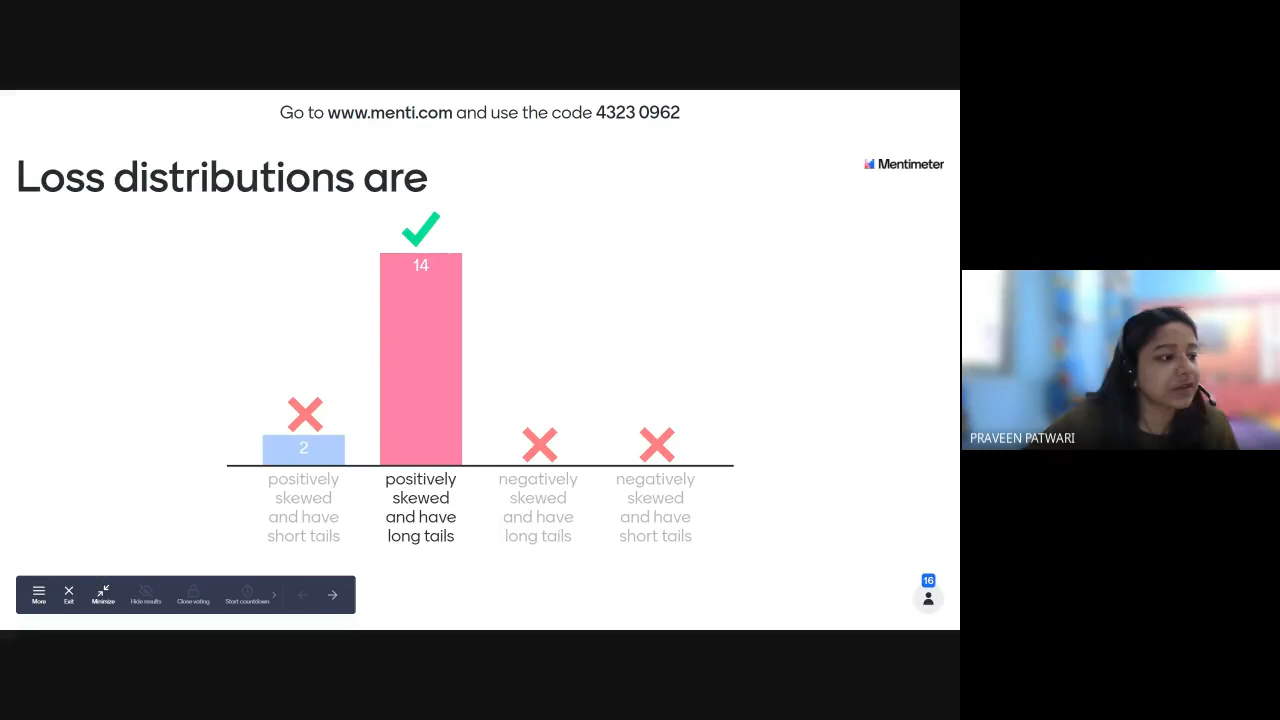 Go to www.menti.com and use the code 4323 0962
Loss distributions are
Mentimeter
14
2
positively
skewed
and have
short tails
positively
skewed
and have
long tails
negatively
skewed
and have
long tails
negatively
skewed
and have
short tails
More
Exit
Minimize
Hide results
Close voting
Start countdown
16
PRAVEEN PATWARI